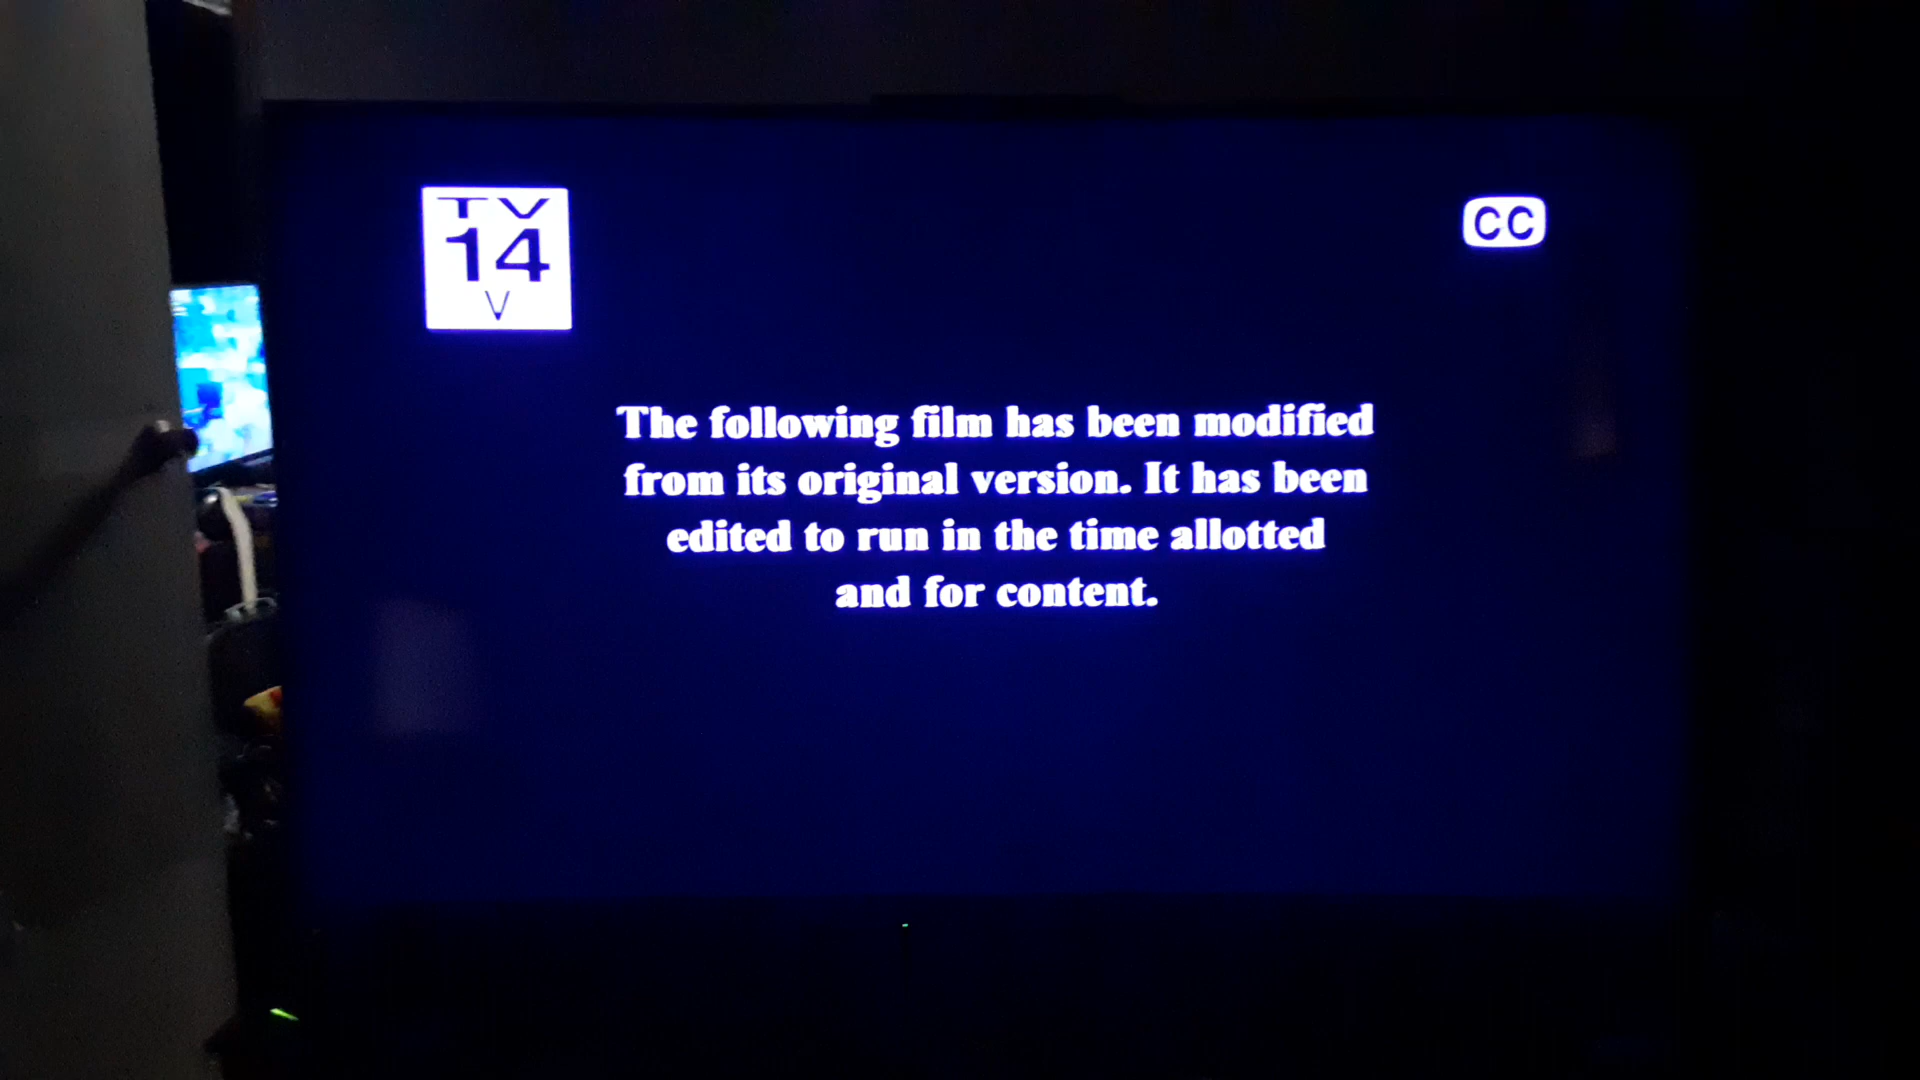 TV
14
V
CC
The following film has been modified
from its original version. It has been
edited to run in the time allotted
and for content.